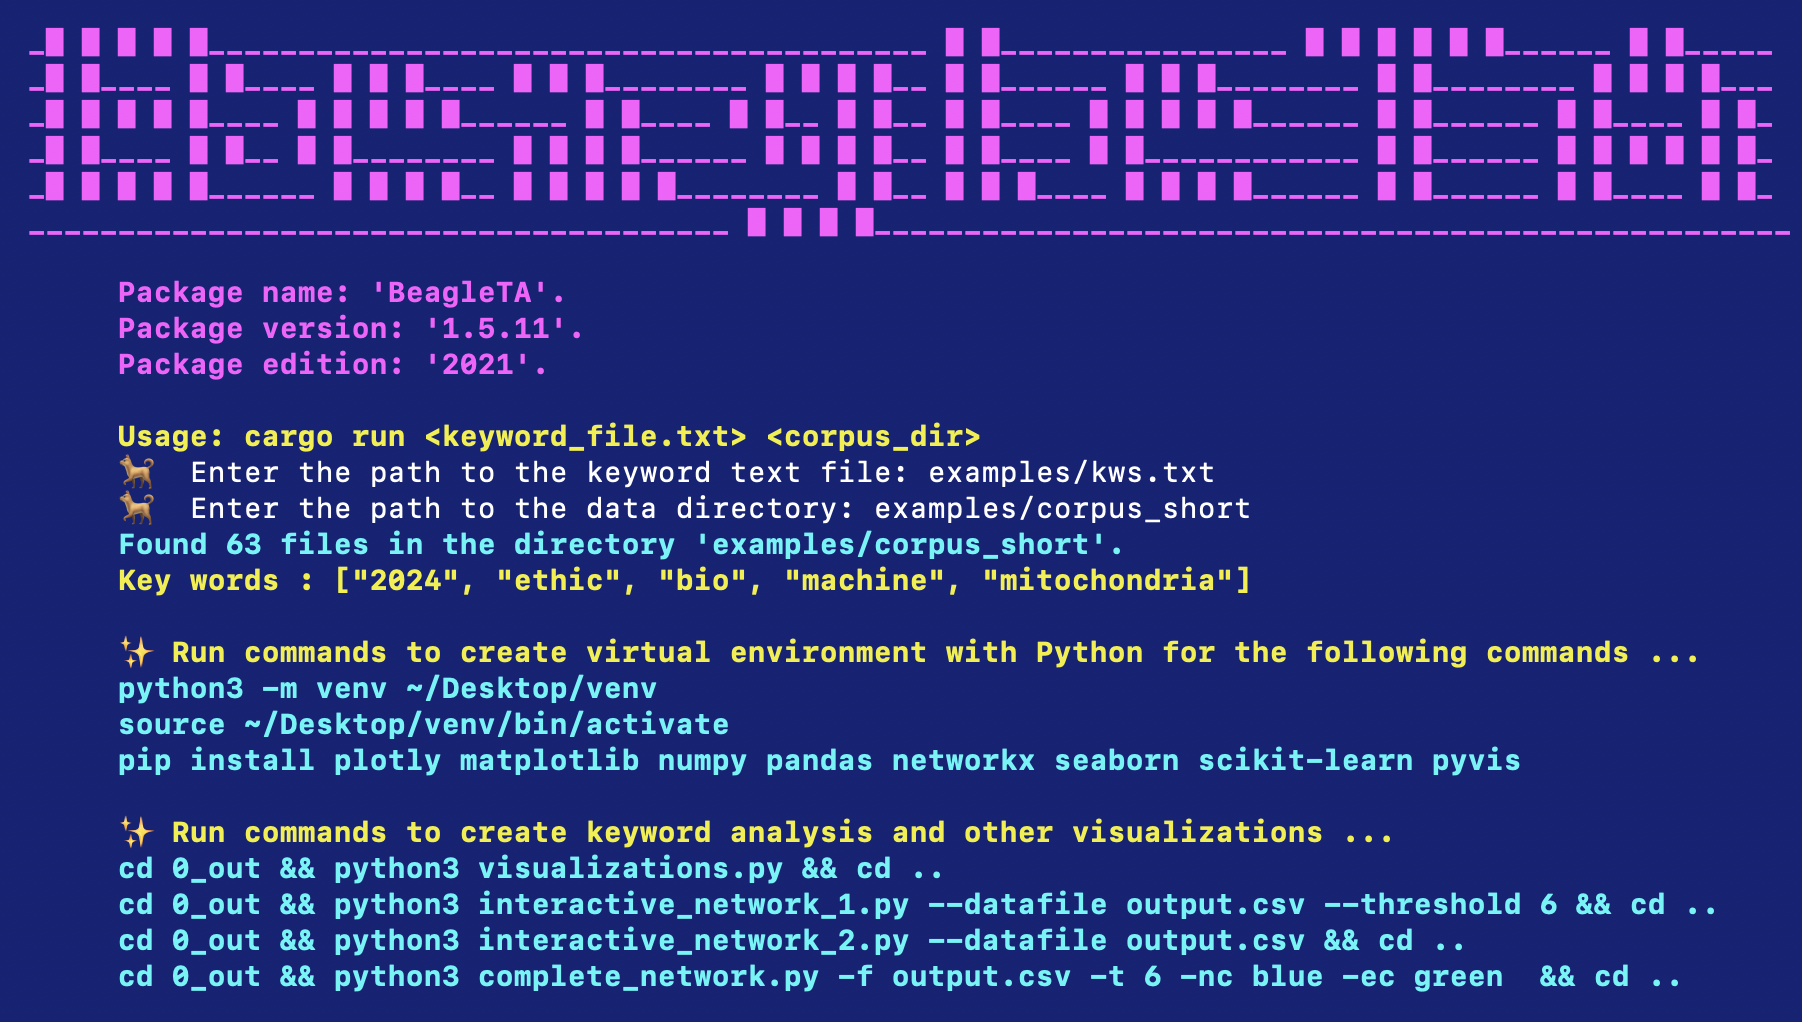 BeagleTA
Package name: 'BeagleTA'.
Package version: '1.5.11'.
Package edition: '2021'.
Usage: cargo run <keyword_file.txt> <corpus_dir>
🐕 Enter the path to the keyword text file: examples/kws.txt
🐕 Enter the path to the data directory: examples/corpus_short
Found 63 files in the directory 'examples/corpus_short'.
Key words : ["2024", "ethic", "bio", "machine", "mitochondria"]
✨ Run commands to create virtual environment with Python for the following commands ...
python3 -m venv ~/Desktop/venv
source ~/Desktop/venv/bin/activate
pip install plotly matplotlib numpy pandas networkx seaborn scikit-learn pyvis
✨ Run commands to create keyword analysis and other visualizations ...
cd 0_out && python3 visualizations.py && cd ..
cd 0_out && python3 interactive_network_1.py --datafile output.csv --threshold 6 && cd ..
cd 0_out && python3 interactive_network_2.py --datafile output.csv && cd ..
cd 0_out && python3 complete_network.py -f output.csv -t 6 -nc blue -ec green  && cd ..